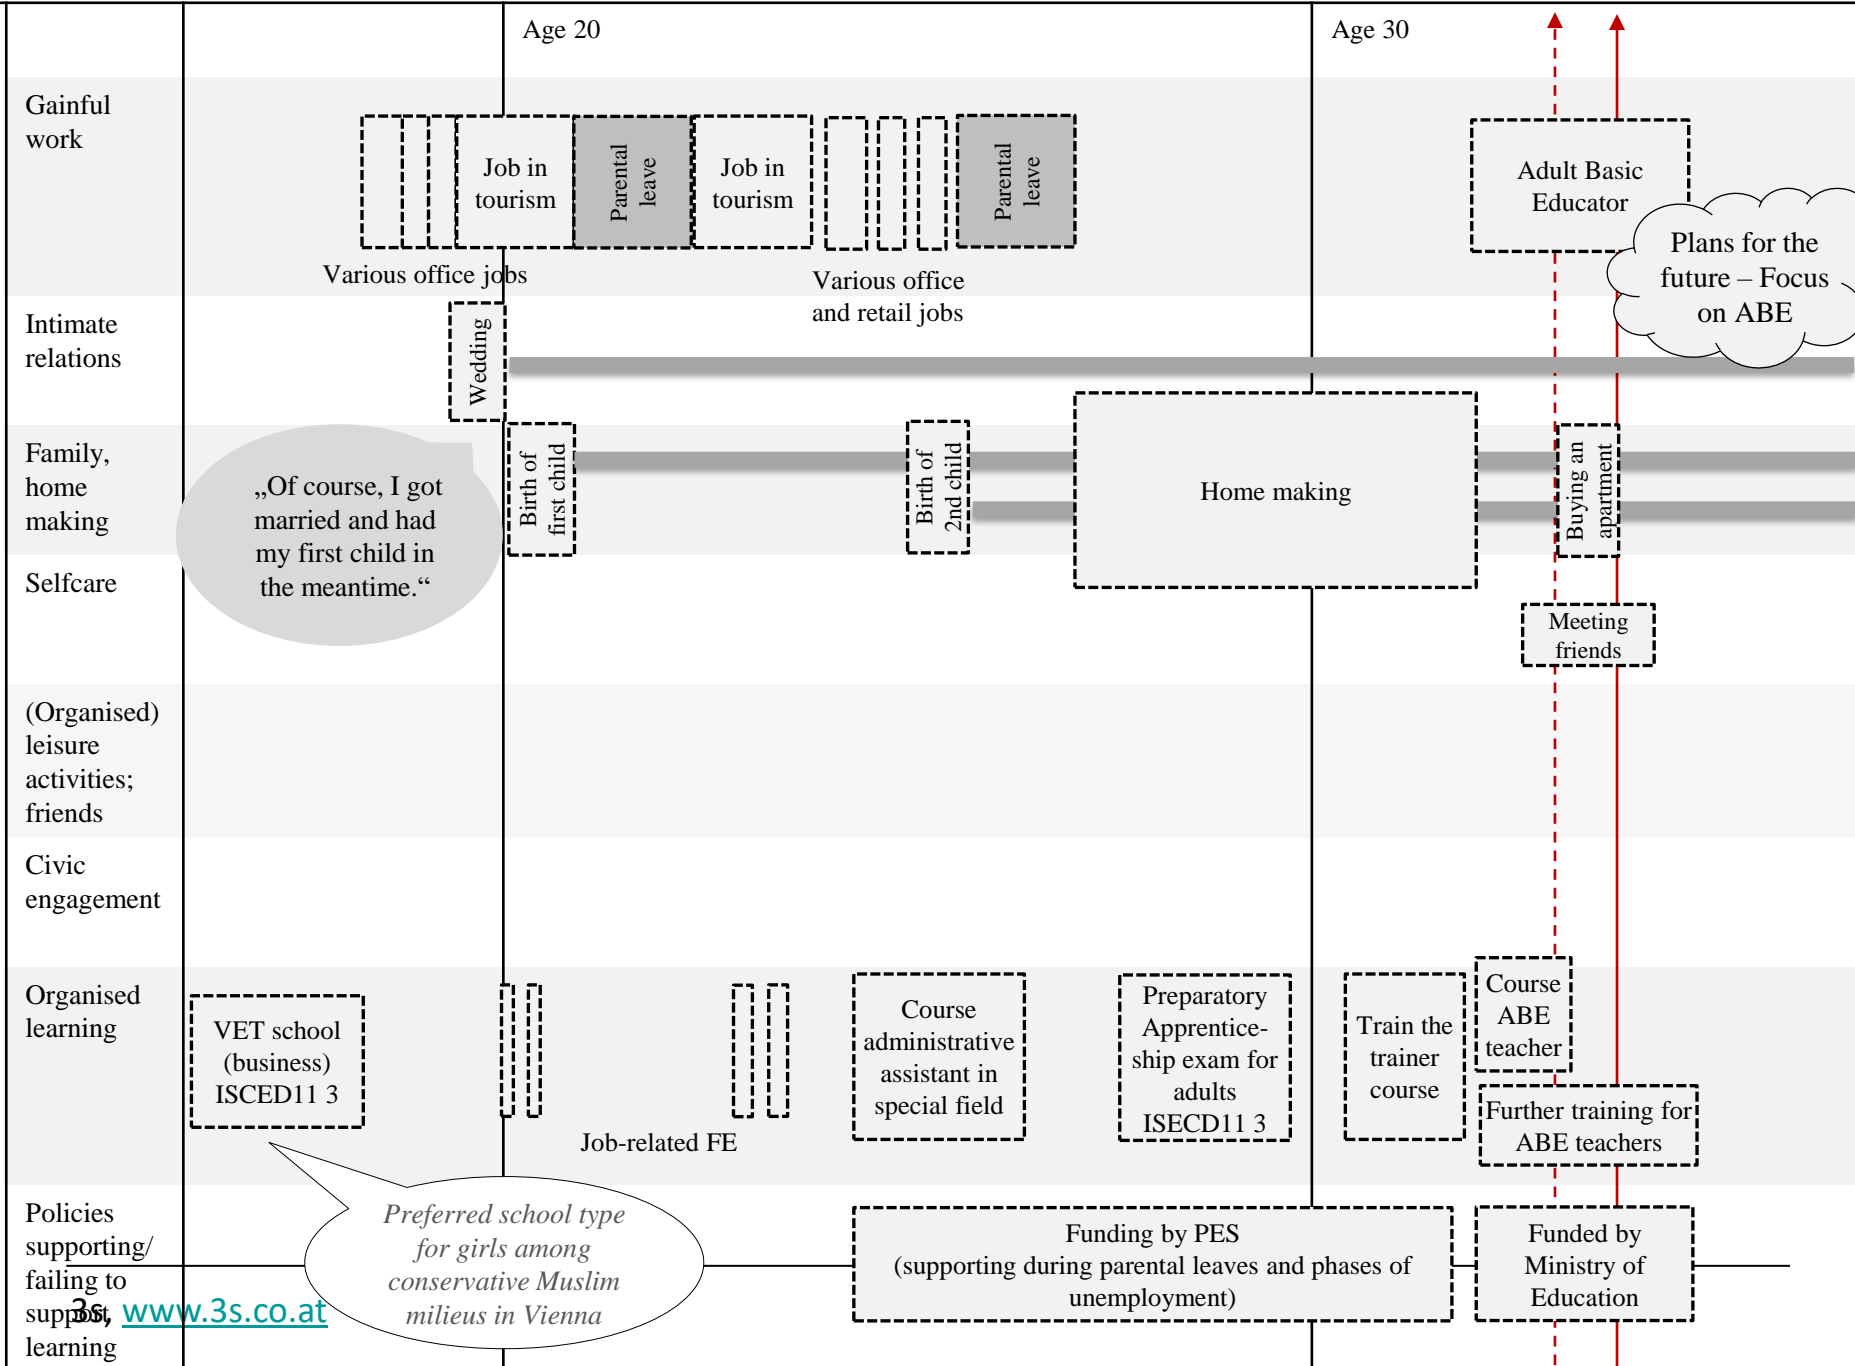 Age 20
Age 30
Gainful
work
Job in
tourism
Parental
leave
Job in
tourism
Parental
leave
Adult Basic
Educator
Various office jobs
Various office
and retail jobs
Plans for the
future – Focus
on ABE
Intimate
relations
Wedding
Family,
home
making
„Of course, I got
married and had
my first child in
the meantime.“
Birth of
first child
Birth of
2nd child
Home making
Buying an
apartment
Selfcare
Meeting
friends
(Organised)
leisure
activities;
friends
Civic
engagement
Organised
learning
VET school
(business)
ISCED11 3
Job-related FE
Course
administrative
assistant in
special field
Preparatory
Apprentice-
ship exam for
adults
ISECD11 3
Train the
trainer
course
Course
ABE
teacher
Further training for
ABE teachers
Policies
supporting/
failing to
support
learning
Preferred school type
for girls among
conservative Muslim
milieus in Vienna
Funding by PES
(supporting during parental leaves and phases of
unemployment)
Funded by
Ministry of
Education
3s, www.3s.co.at